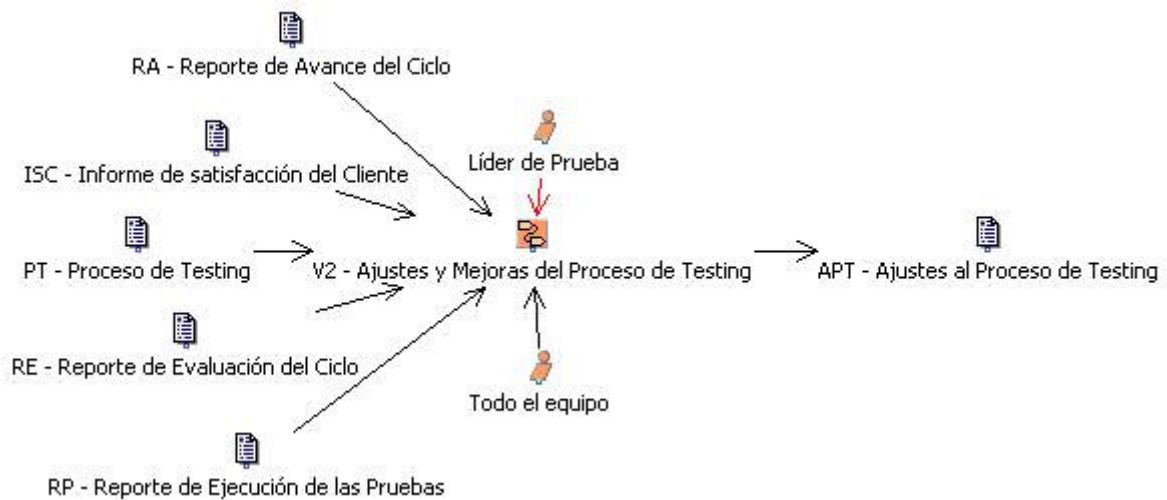 RA - Reporte de Avance del Ciclo
Líder de Prueba
ISC - Informe de satisfacción del Cliente
PT - Proceso de Testing
V2 - Ajustes y Mejoras del Proceso de Testing
APT - Ajustes al Proceso de Testing
RE - Reporte de Evaluación del Ciclo
Todo el equipo
RP - Reporte de Ejecución de las Pruebas